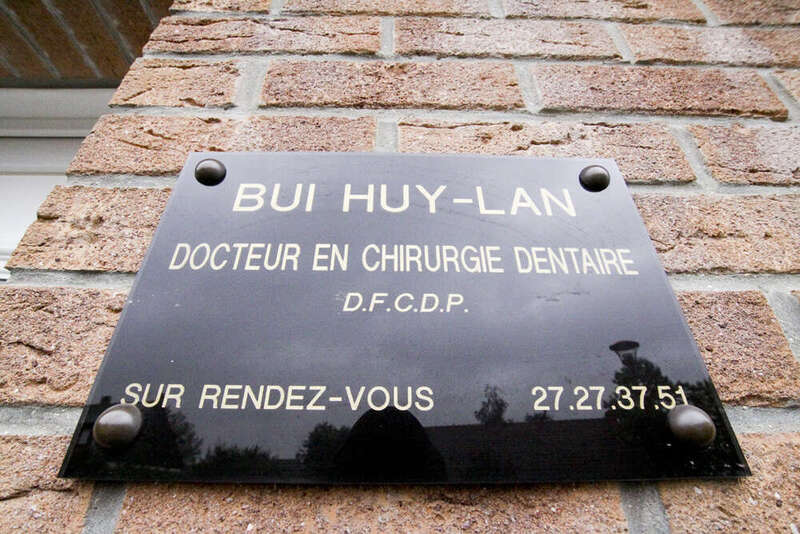 BUI HUY-LAN
DOCTEUR EN CHIRURGIE DENTAIRE
D.F.C.D.P.
SUR RENDEZ-VOUS 27.27.37.51